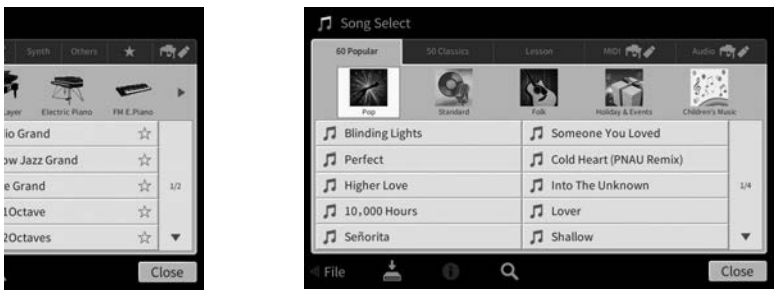 Synth Others
Layer Electric Piano FM E.Piano
io Grand
ow Jazz Grand
e Grand
1Octave
2Octaves
1/2
Close
Song Select
60 Popular 50 Classics Lesson MIDI Audio
Pop Standard Folk Holiday & Events Children's Music
Blinding Lights Someone You Loved
Perfect Cold Heart (PNAU Remix)
Higher Love Into The Unknown
10,000 Hours Lover
Señorita Shallow
1/4
File Close